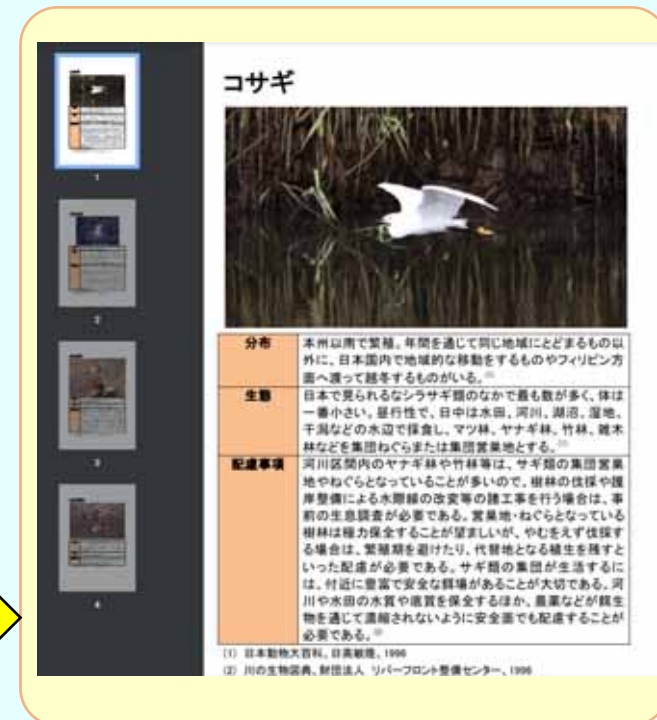 コサギ
1
2
3
4
分布
本州以南で繁殖。年間を通じて同じ地域にとどまるもの以
外に、日本国内で地域的な移動をするものやフィリピン方
面へ渡って越冬するものがいる。
生態
日本で見られるなシラサギ類のなかで最も数が多く、体は
一番小さい。昼行性で、日中は水田、河川、湖沼、湿地、
干潟などの水辺で採食し、マツ林、ヤナギ林、竹林、雑木
林などを集団ねぐらまたは集団営巣地とする。
配慮事項
河川区間内のヤナギ林や竹林等は、サギ類の集団営巣
地やねぐらとなっていることが多いので、樹林の伐採や護
岸整備による水際線の改変等の諸工事を行う場合は、事
前の生息調査が必要である。営巣地・ねぐらとなっている
樹林は極力保全することが望ましいが、やむをえず伐採す
る場合は、繁殖期を避けたり、代替地となる植生を残すと
いった配慮が必要である。サギ類の集団が生活するに
は、付近に豊富で安全な餌場があることが大切である。河
川や水田の水質や底質を保全するほか、農薬などが餌生
物を通じて濃縮されないように安全面でも配慮することが
必要である。
(1) 日本動物大百科、日高敏隆、1996
(2) 川の生物図典、財団法人 リバーフロント整備センター、1996